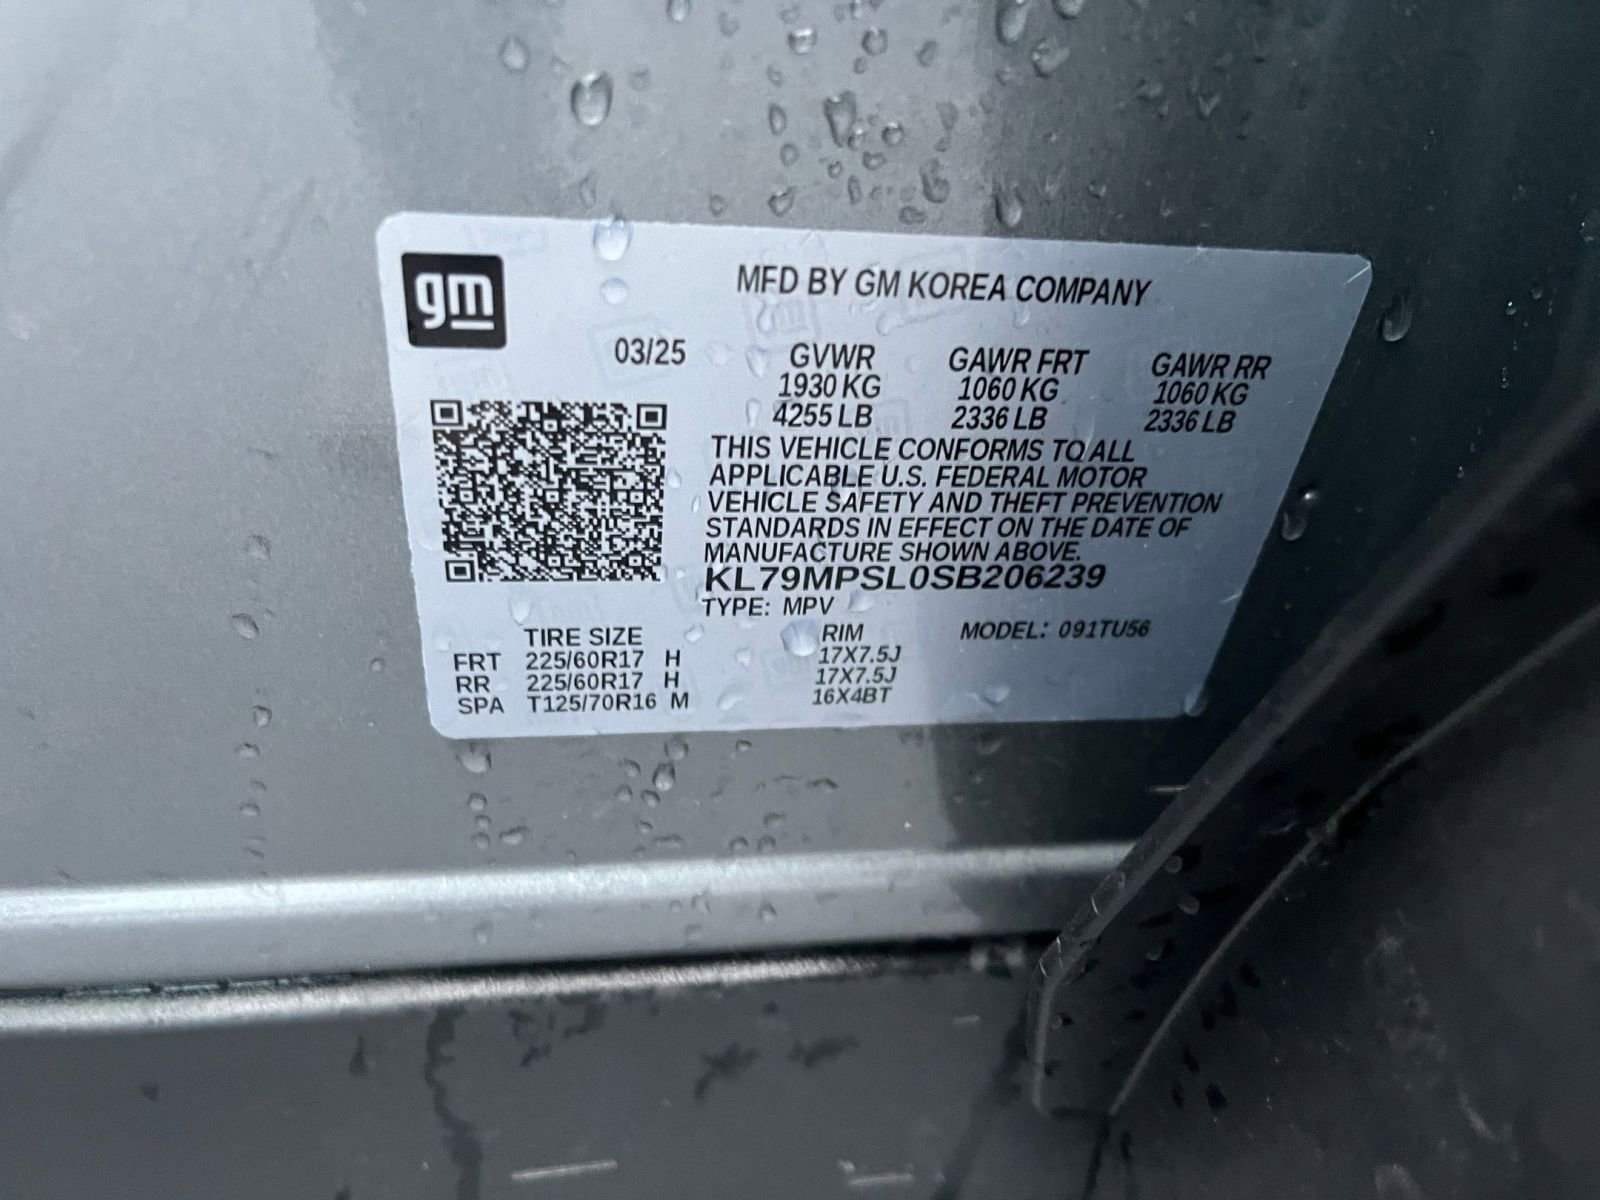 gm
MFD BY GM KOREA COMPANY
03/25 GVWR GAWR FRT GAWR RR
1930 KG 1060 KG 1060 KG
4255 LB 2336 LB 2336 LB
THIS VEHICLE CONFORMS TO ALL
APPLICABLE U.S. FEDERAL MOTOR
VEHICLE SAFETY AND THEFT PREVENTION
STANDARDS IN EFFECT ON THE DATE OF
MANUFACTURE SHOWN ABOVE.
KL79MPSL0SB206239
TYPE: MPV
TIRE SIZE RIM MODEL: 091TU56
FRT 225/60R17 H 17X7.5J
RR 225/60R17 H 17X7.5J
SPA T125/70R16 M 16X4BT